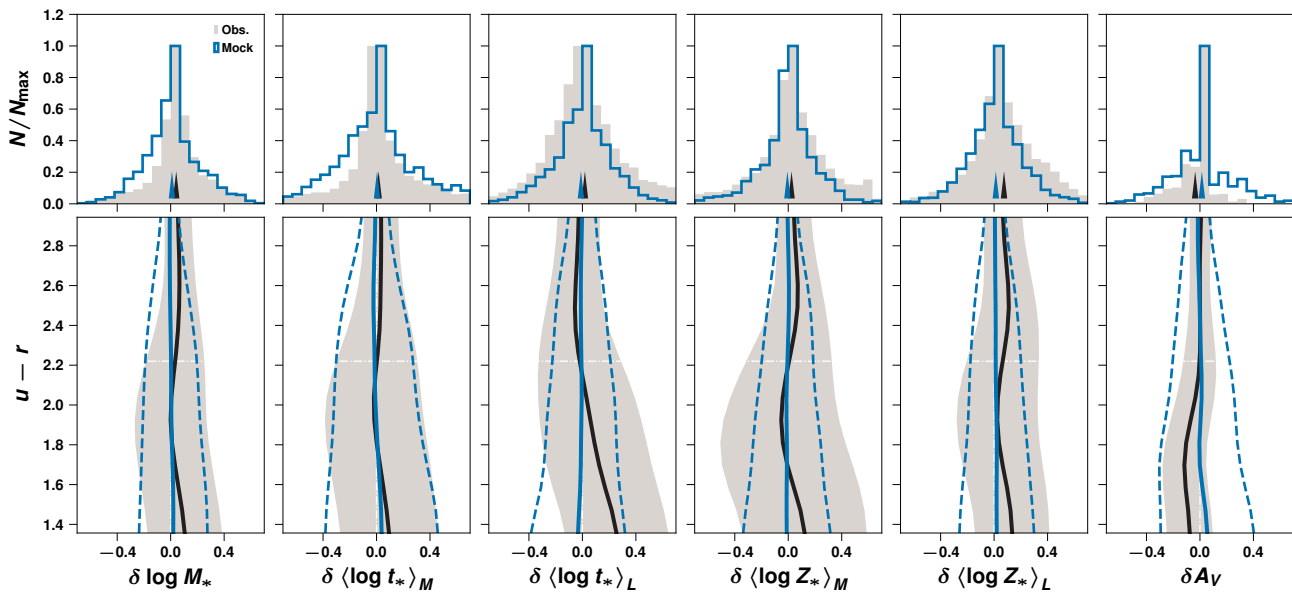 1.2
1.0
0.8
0.6
0.4
0.2
0.0
N/N_max
Obs.
Mock
2.8
2.6
2.4
2.2
2.0
1.8
1.6
1.4
u − r
−0.4 0.0 0.4
−0.4 0.0 0.4
−0.4 0.0 0.4
−0.4 0.0 0.4
−0.4 0.0 0.4
−0.4 0.0 0.4
δ log M_*
δ ⟨log t_*⟩_M
δ ⟨log t_*⟩_L
δ ⟨log Z_*⟩_M
δ ⟨log Z_*⟩_L
δA_V